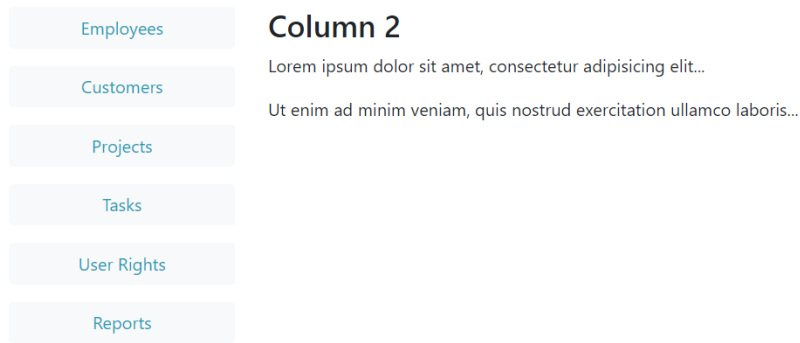 Employees
Customers
Projects
Tasks
User Rights
Reports
Column 2
Lorem ipsum dolor sit amet, consectetur adipisicing elit...
Ut enim ad minim veniam, quis nostrud exercitation ullamco laboris...